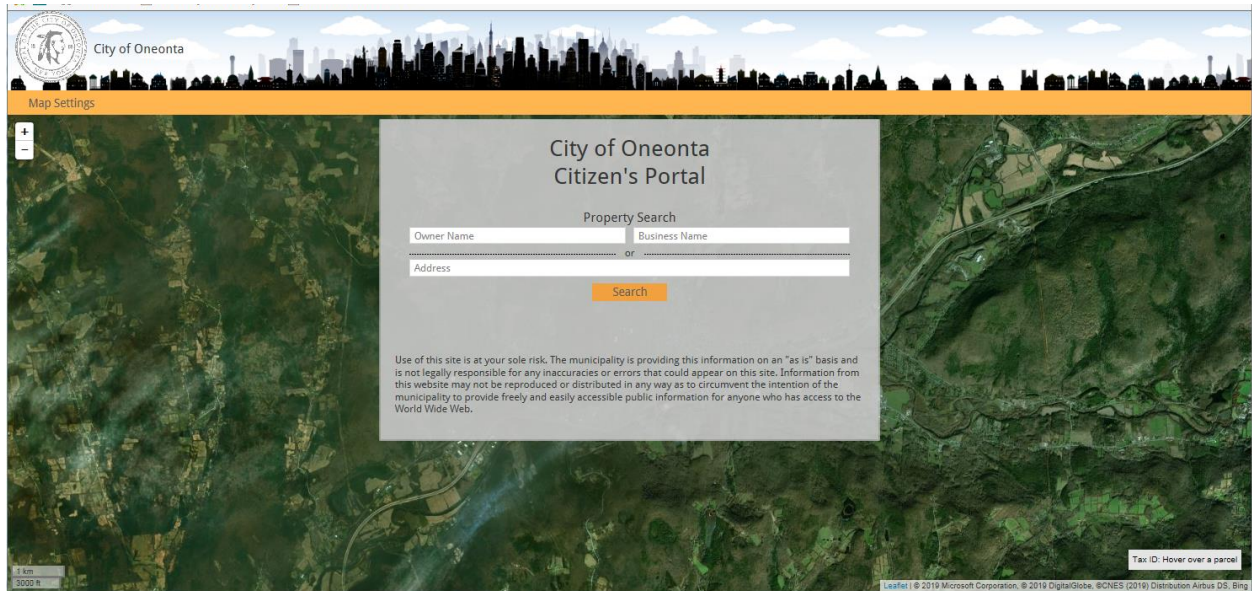 City of Oneonta
Map Settings
+
−
City of Oneonta
Citizen's Portal
Property Search
Owner Name
Business Name
or
Address
Search
Use of this site is at your sole risk. The municipality is providing this information on an "as is" basis and
is not legally responsible for any inaccuracies or errors that could appear on this site. Information from
this website may not be reproduced or distributed in any way as to circumvent the intention of the
municipality to provide freely and easily accessible public information for anyone who has access to the
World Wide Web.
Tax ID: Hover over a parcel
1 km
3000 ft
Leaflet | © 2019 Microsoft Corporation, © 2019 DigitalGlobe, ©CNES (2019) Distribution Airbus DS, Bing